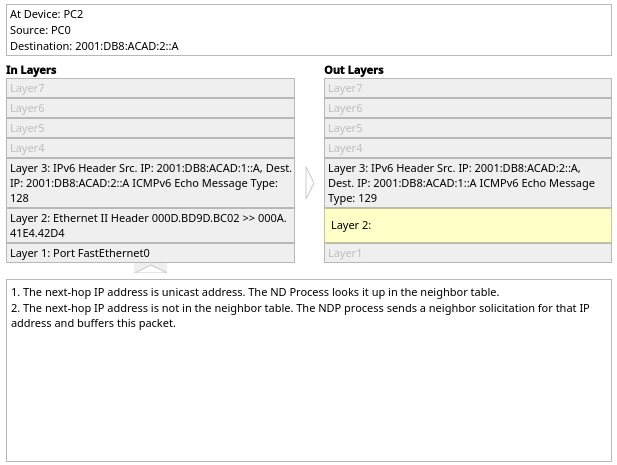 At Device: PC2
Source: PC0
Destination: 2001:DB8:ACAD:2::A
In Layers
Layer7
Layer6
Layer5
Layer4
Layer 3: IPv6 Header Src. IP: 2001:DB8:ACAD:1::A, Dest.
IP: 2001:DB8:ACAD:2::A ICMPv6 Echo Message Type:
128
Layer 2: Ethernet II Header 000D.BD9D.BC02 >> 000A.
41E4.42D4
Layer 1: Port FastEthernet0
Out Layers
Layer7
Layer6
Layer5
Layer4
Layer 3: IPv6 Header Src. IP: 2001:DB8:ACAD:2::A,
Dest. IP: 2001:DB8:ACAD:1::A ICMPv6 Echo Message
Type: 129
Layer 2:
Layer1
1. The next-hop IP address is unicast address. The ND Process looks it up in the neighbor table.
2. The next-hop IP address is not in the neighbor table. The NDP process sends a neighbor solicitation for that IP
address and buffers this packet.